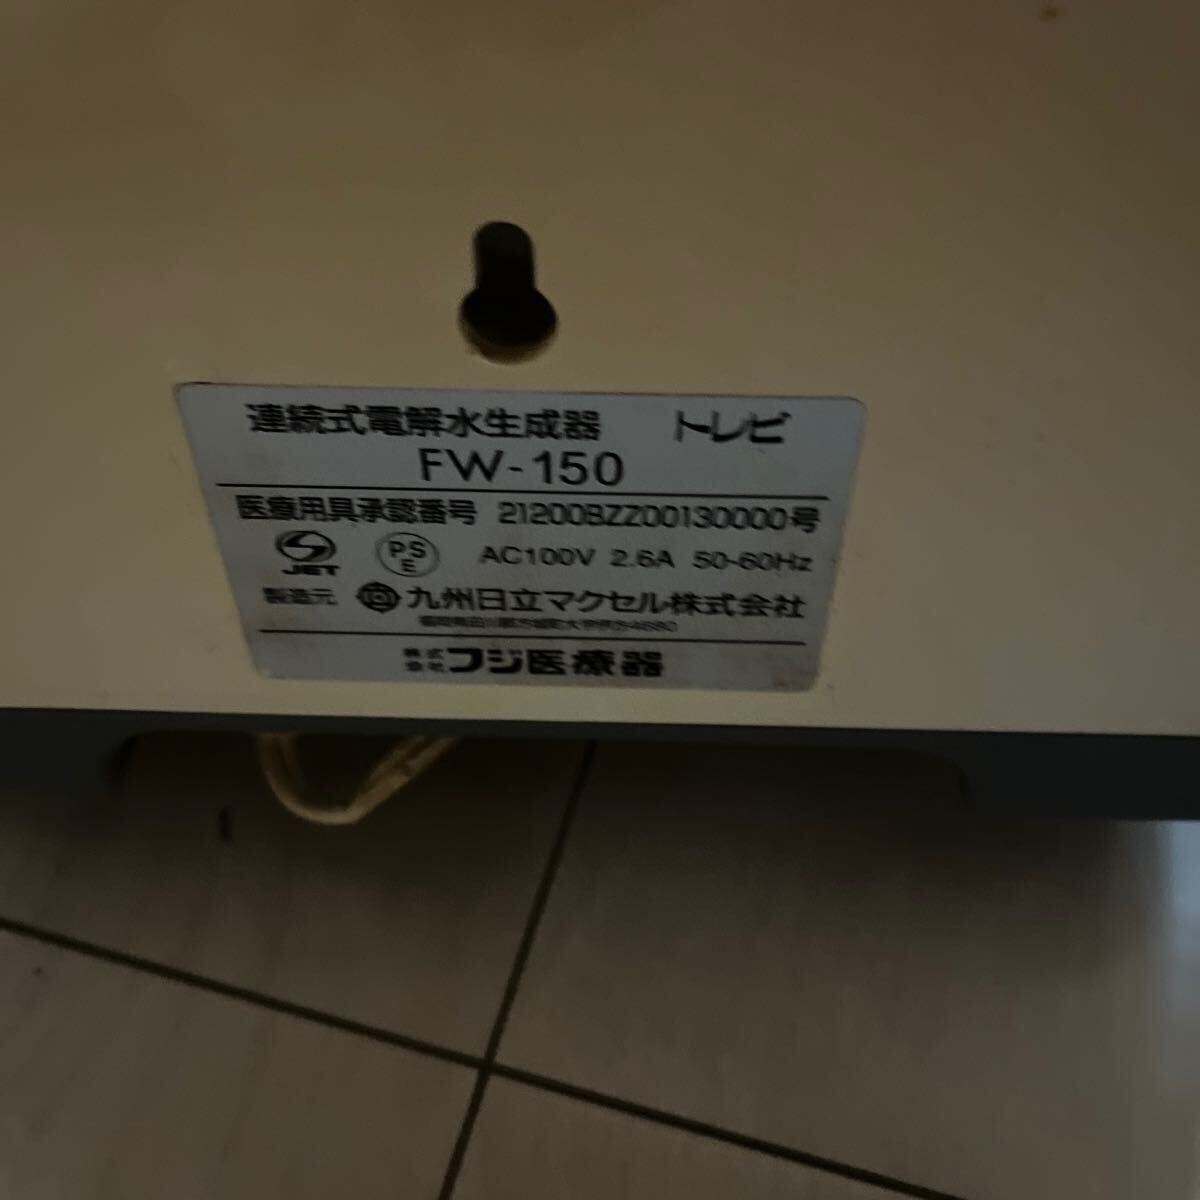 連続式電解水生成器 トレビ
FW-150
医療用具承認番号 21200BZZ00130000号
JET PSE AC100V 2.6A 50-60Hz
製造元 九州日立マクセル株式会社
株式会社 フジ医療器